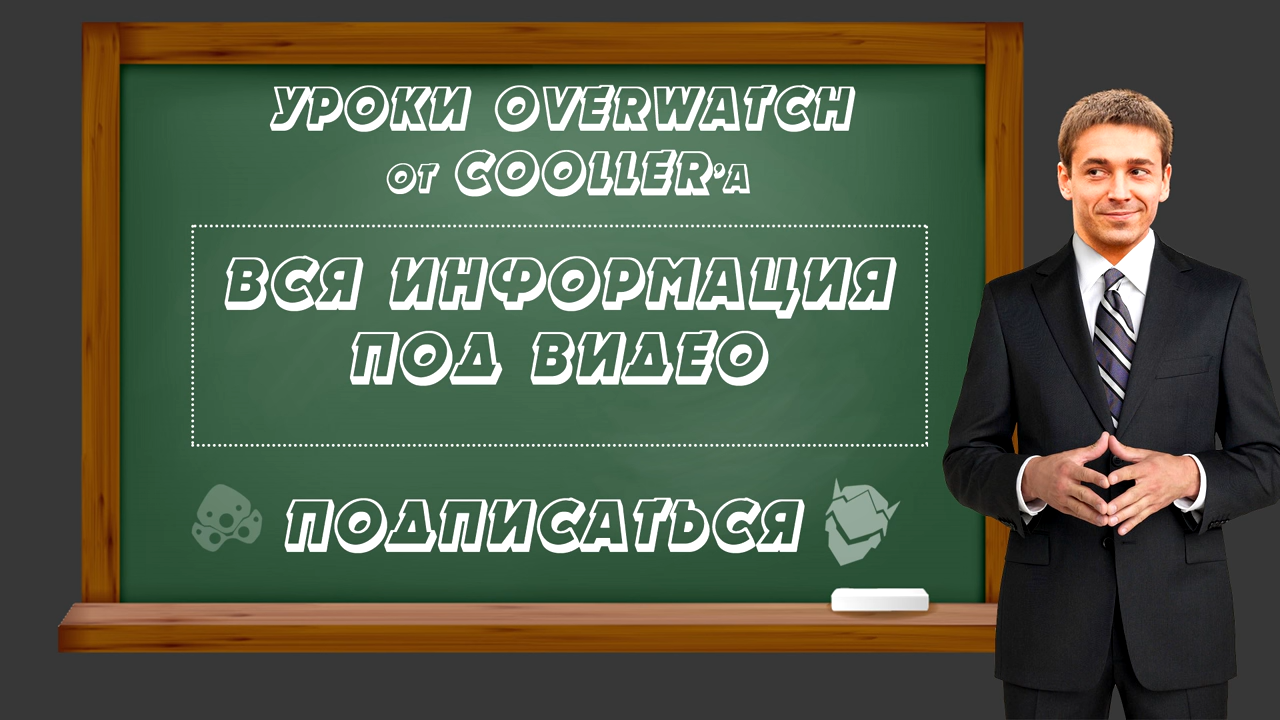 УРОКИ OVERWATCH
ОТ COOLLER'А
ВСЯ ИНФОРМАЦИЯ
ПОД ВИДЕО
ПОДПИСАТЬСЯ